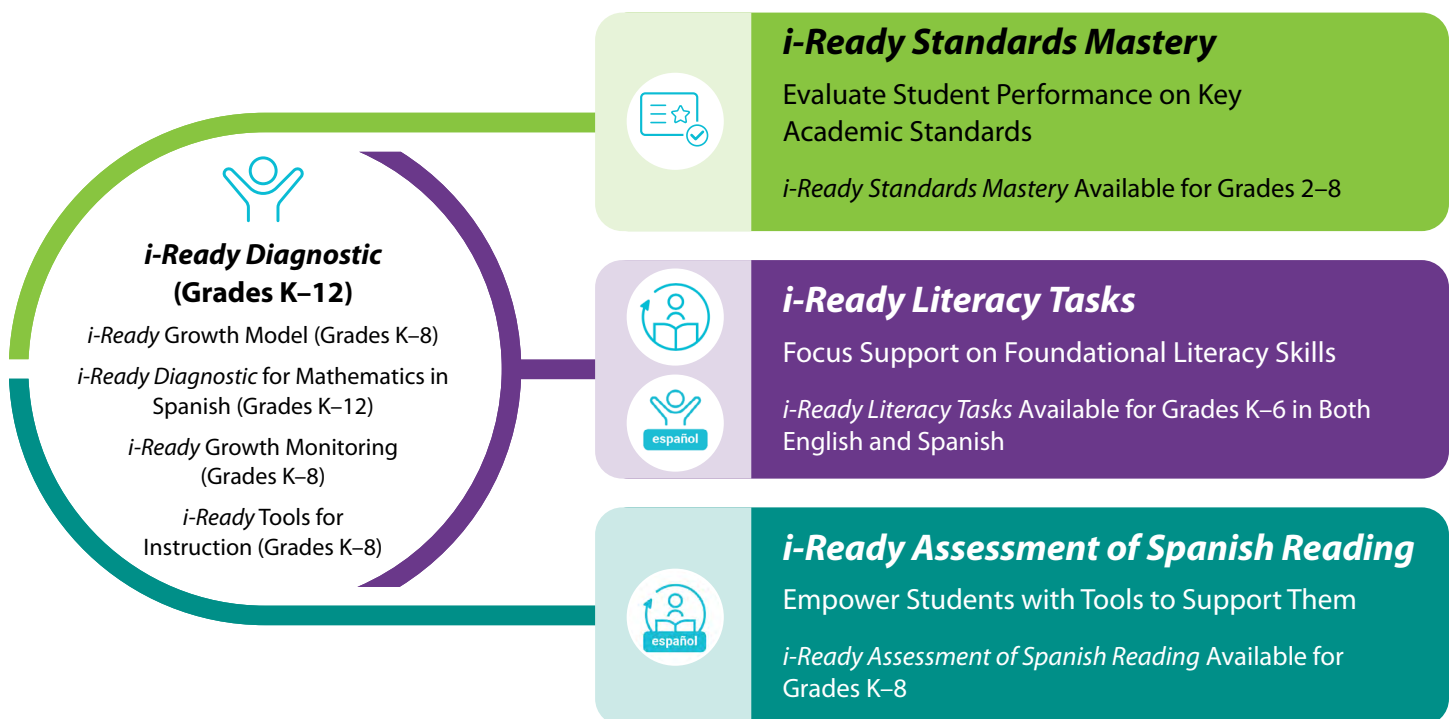 i-Ready Diagnostic
(Grades K–12)
i-Ready Growth Model (Grades K–8)
i-Ready Diagnostic for Mathematics in
Spanish (Grades K–12)
i-Ready Growth Monitoring
(Grades K–8)
i-Ready Tools for
Instruction (Grades K–8)
i-Ready Standards Mastery
Evaluate Student Performance on Key
Academic Standards
i-Ready Standards Mastery Available for Grades 2–8
español
i-Ready Literacy Tasks
Focus Support on Foundational Literacy Skills
i-Ready Literacy Tasks Available for Grades K–6 in Both
English and Spanish
español
i-Ready Assessment of Spanish Reading
Empower Students with Tools to Support Them
i-Ready Assessment of Spanish Reading Available for
Grades K–8